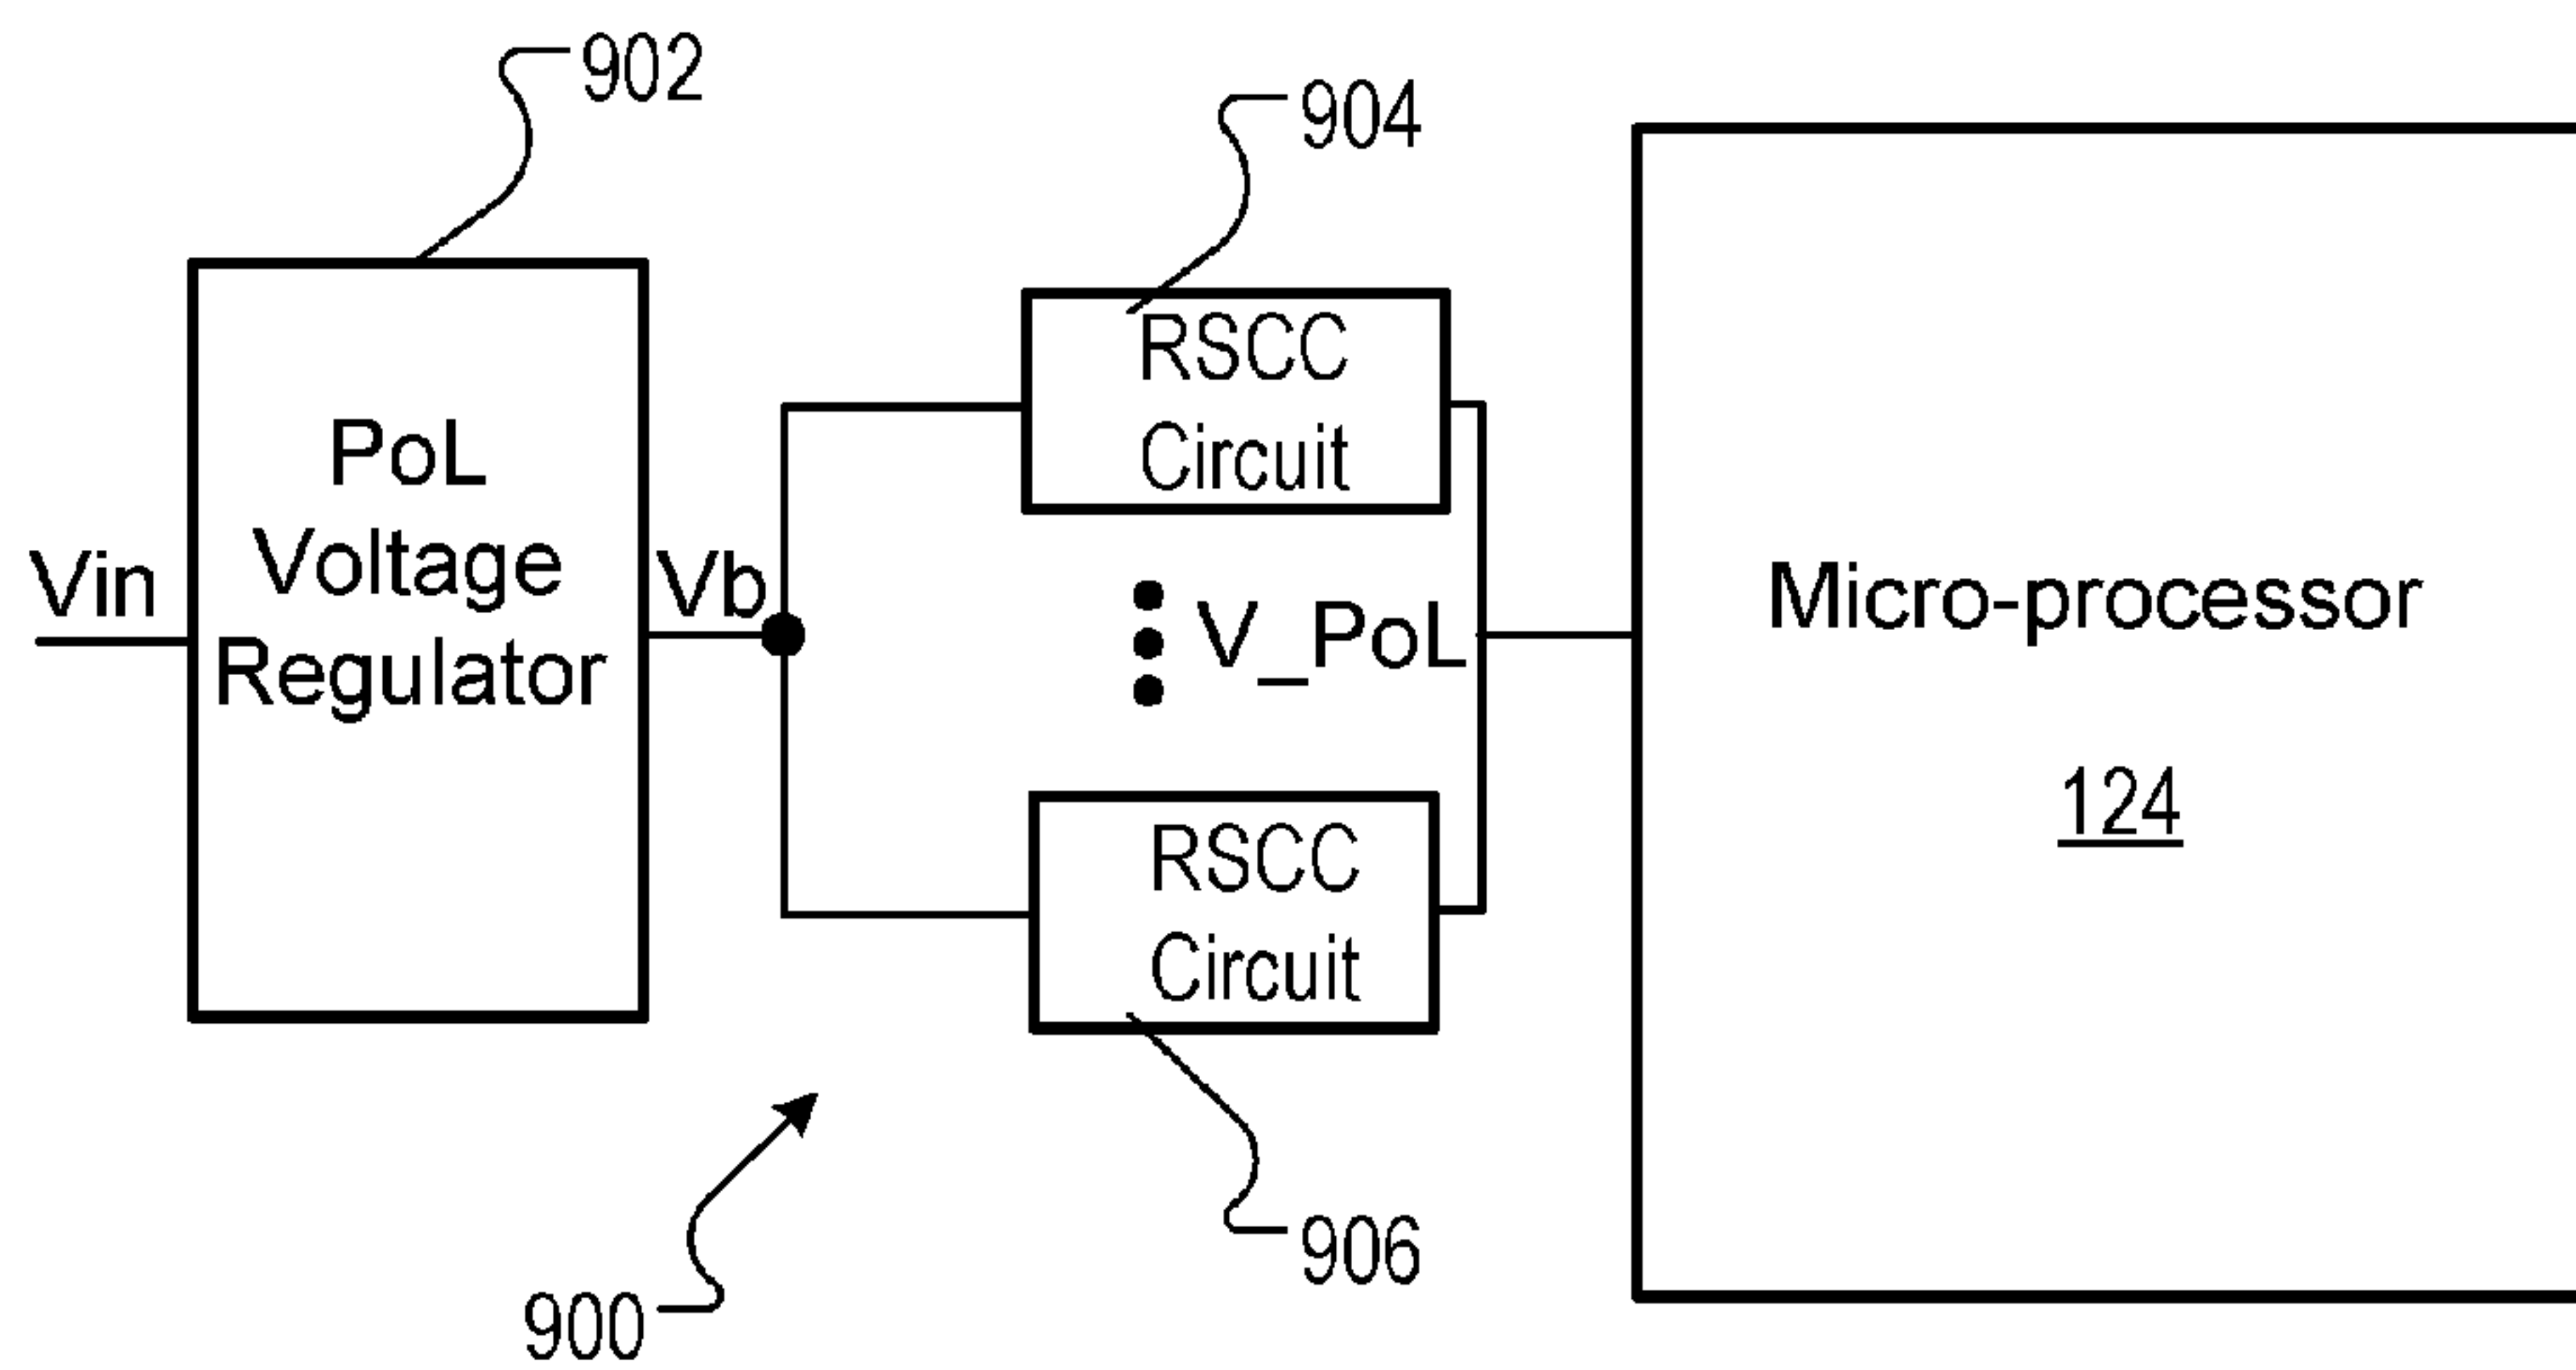 902
904
PoL
Voltage
Regulator
Vin
Vb
RSCC
Circuit
V_PoL
RSCC
Circuit
Micro-processor
124
906
900